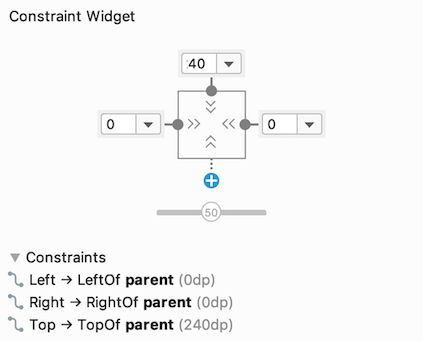 Constraint Widget
40
0
0
50
Constraints
Left → LeftOf parent (0dp)
Right → RightOf parent (0dp)
Top → TopOf parent (240dp)